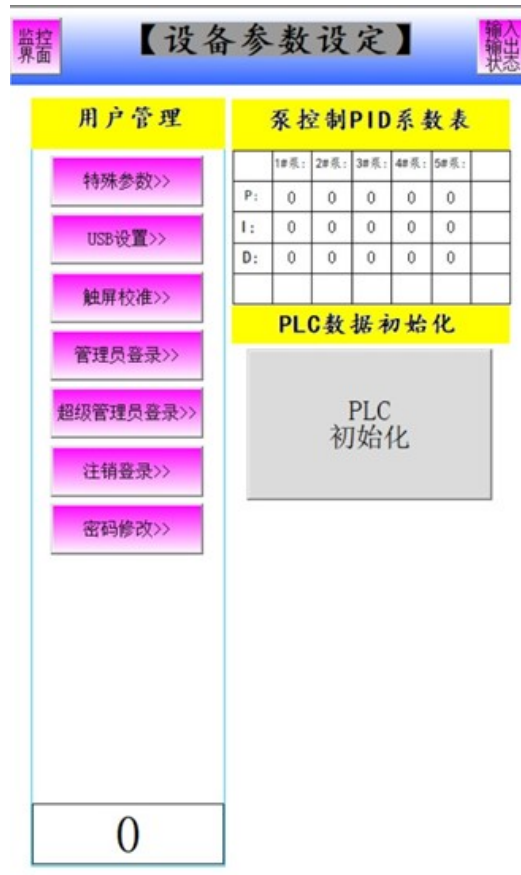 监控
界面
【设备参数设定】
输入
输出
状态
用户管理
特殊参数>>
USB设置>>
触屏校准>>
管理员登录>>
超级管理员登录>>
注销登录>>
密码修改>>
0
泵控制PID系数表
1#泵: 2#泵: 3#泵: 4#泵: 5#泵:
P: 0 0 0 0 0
I: 0 0 0 0 0
D: 0 0 0 0 0
PLC数据初始化
PLC
初始化